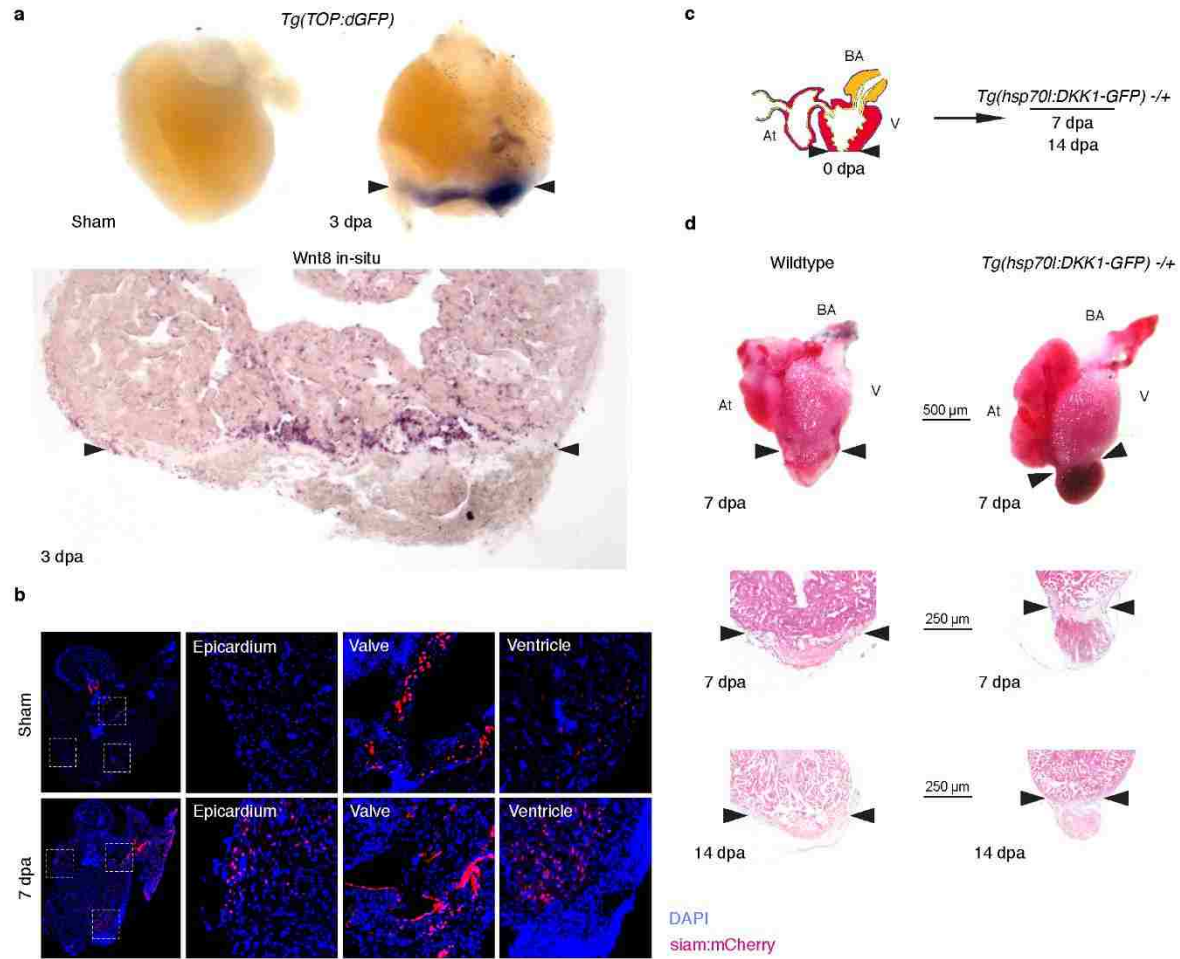 a
Tg(TOP:dGFP)
Sham
3 dpa
Wnt8 in-situ
3 dpa
b
Sham
Epicardium
Valve
Ventricle
7 dpa
Epicardium
Valve
Ventricle
DAPI
siam:mCherry
c
BA
At
V
0 dpa
Tg(hsp70l:DKK1-GFP) -/+
7 dpa
14 dpa
d
Wildtype
Tg(hsp70l:DKK1-GFP) -/+
BA
At
V
7 dpa
500 µm
BA
At
V
7 dpa
7 dpa
250 µm
7 dpa
14 dpa
250 µm
14 dpa